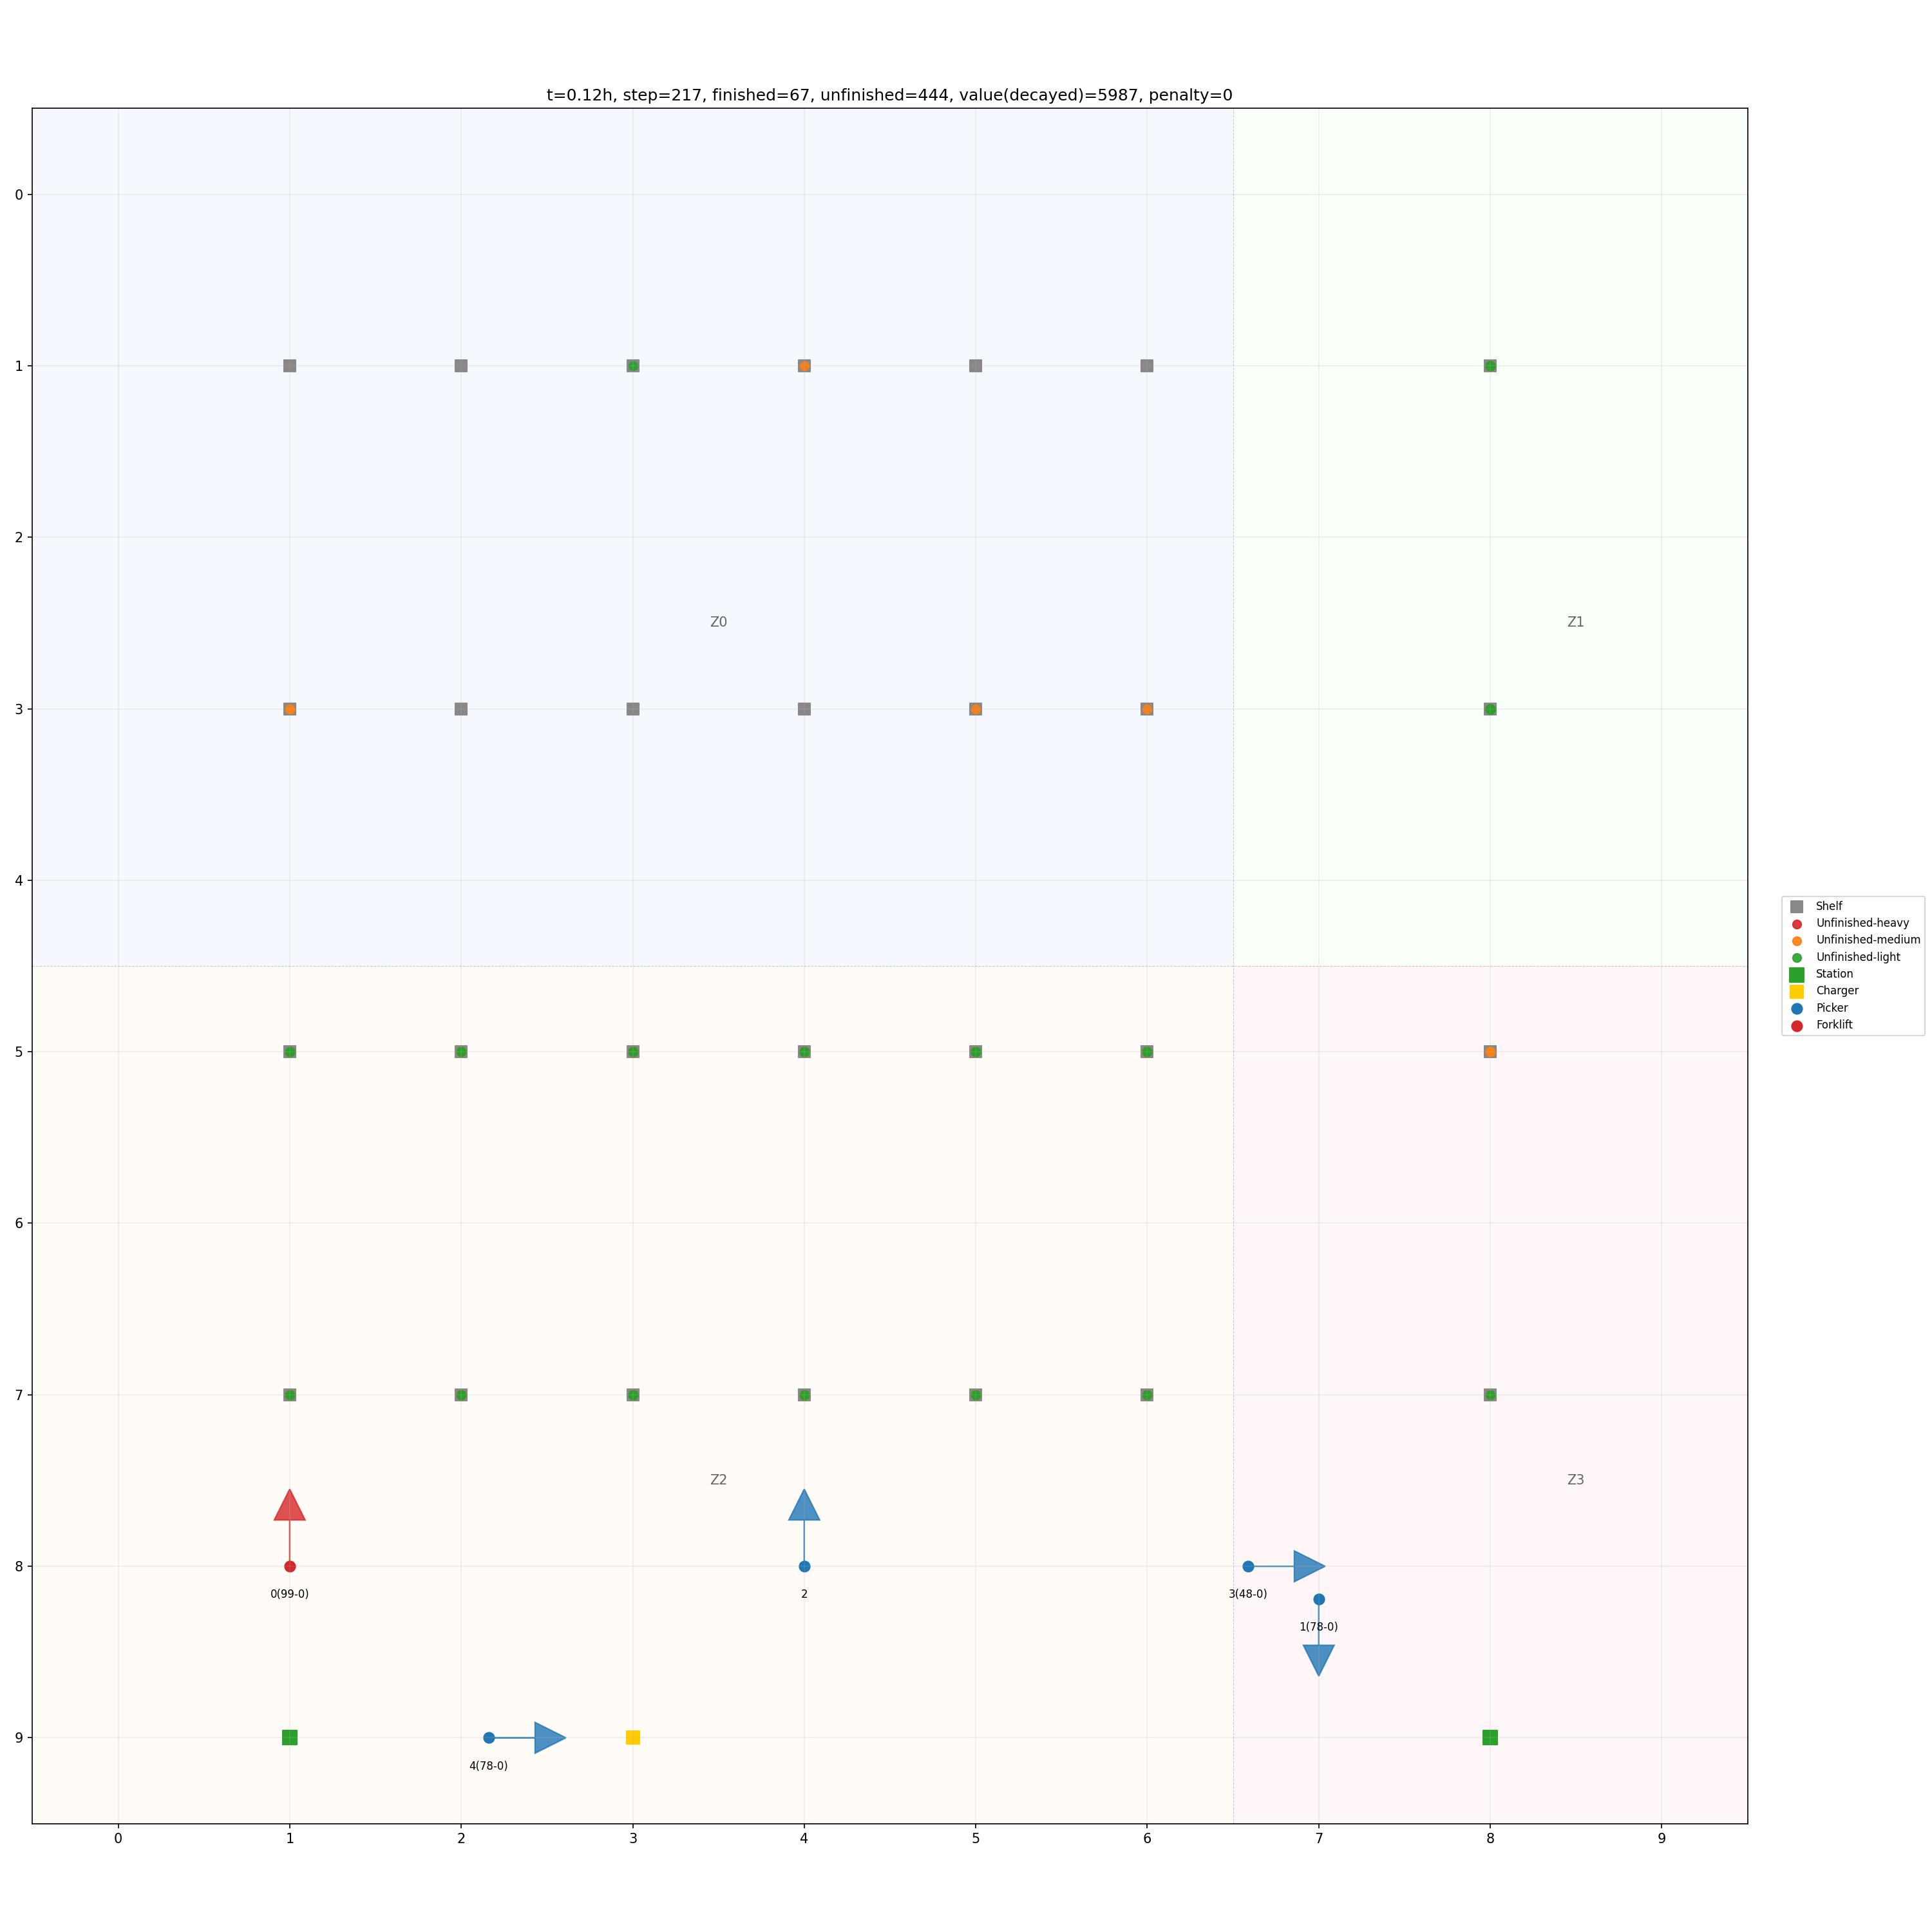 t=0.12h, step=217, finished=67, unfinished=444, value(decayed)=5987, penalty=0
0
1
2
Z0
Z1
3
4
Shelf
Unfinished-heavy
Unfinished-medium
Unfinished-light
Station
Charger
Picker
Forklift
5
6
7
Z2
Z3
8
0(99-0)
2
3(48-0)
1(78-0)
9
4(78-0)
0 1 2 3 4 5 6 7 8 9